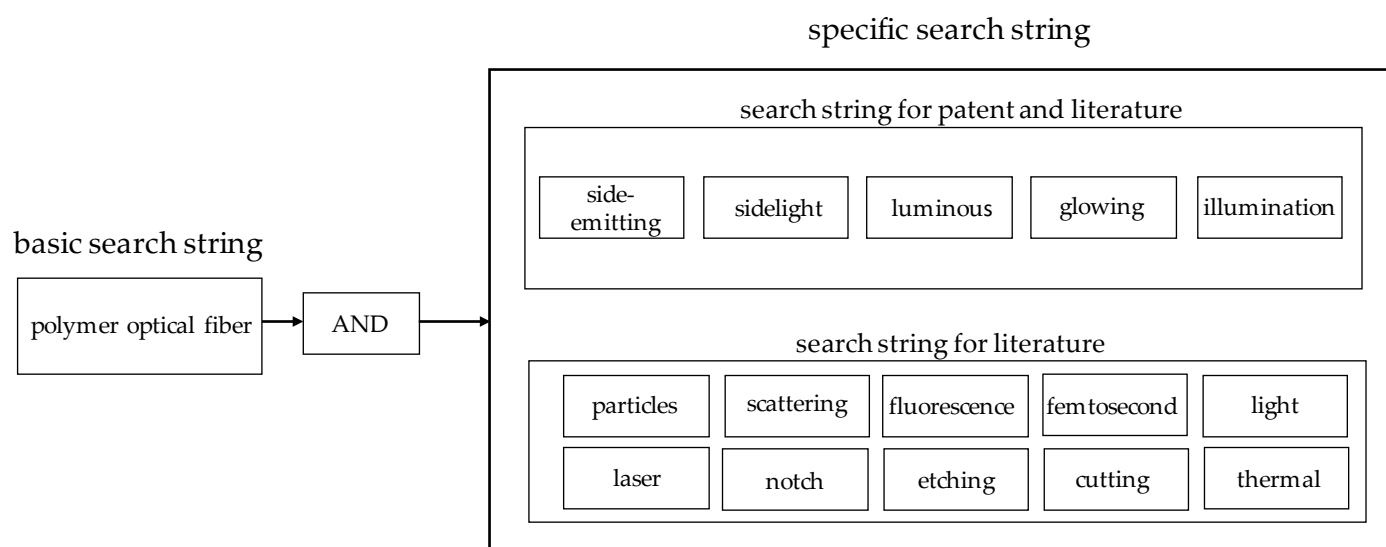 specific search string
search string for patent and literature
side-
emitting
sidelight
luminous
glowing
illumination
basic search string
polymer optical fiber
AND
search string for literature
particles
scattering
fluorescence
femtosecond
light
laser
notch
etching
cutting
thermal